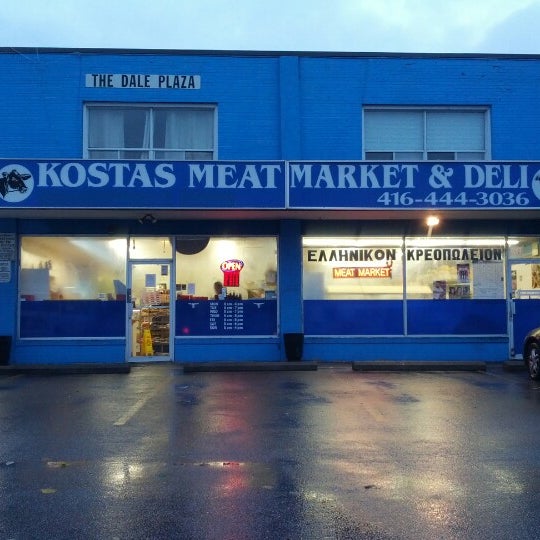 THE DALE PLAZA
KOSTAS MEAT MARKET & DELI
416-444-3036
OPEN
ΕΛΛΗΝΙΚΟΝ ΚΡΕΟΠΩΛΕΙΟΝ
MEAT MARKET